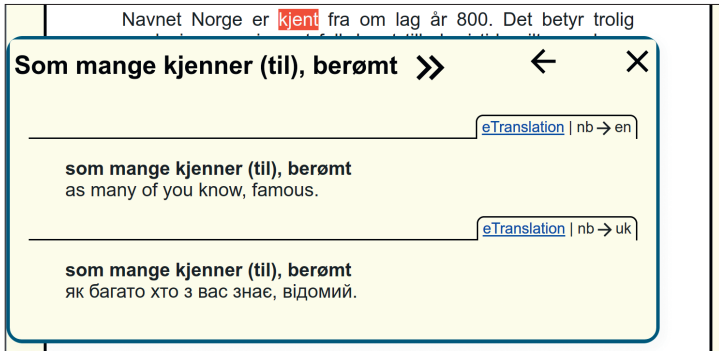 Navnet Norge er kjent fra om lag år 800. Det betyr trolig
Som mange kjenner (til), berømt
eTranslation | nb → en
som mange kjenner (til), berømt
as many of you know, famous.
eTranslation | nb → uk
som mange kjenner (til), berømt
як багато хто з вас знає, відомий.